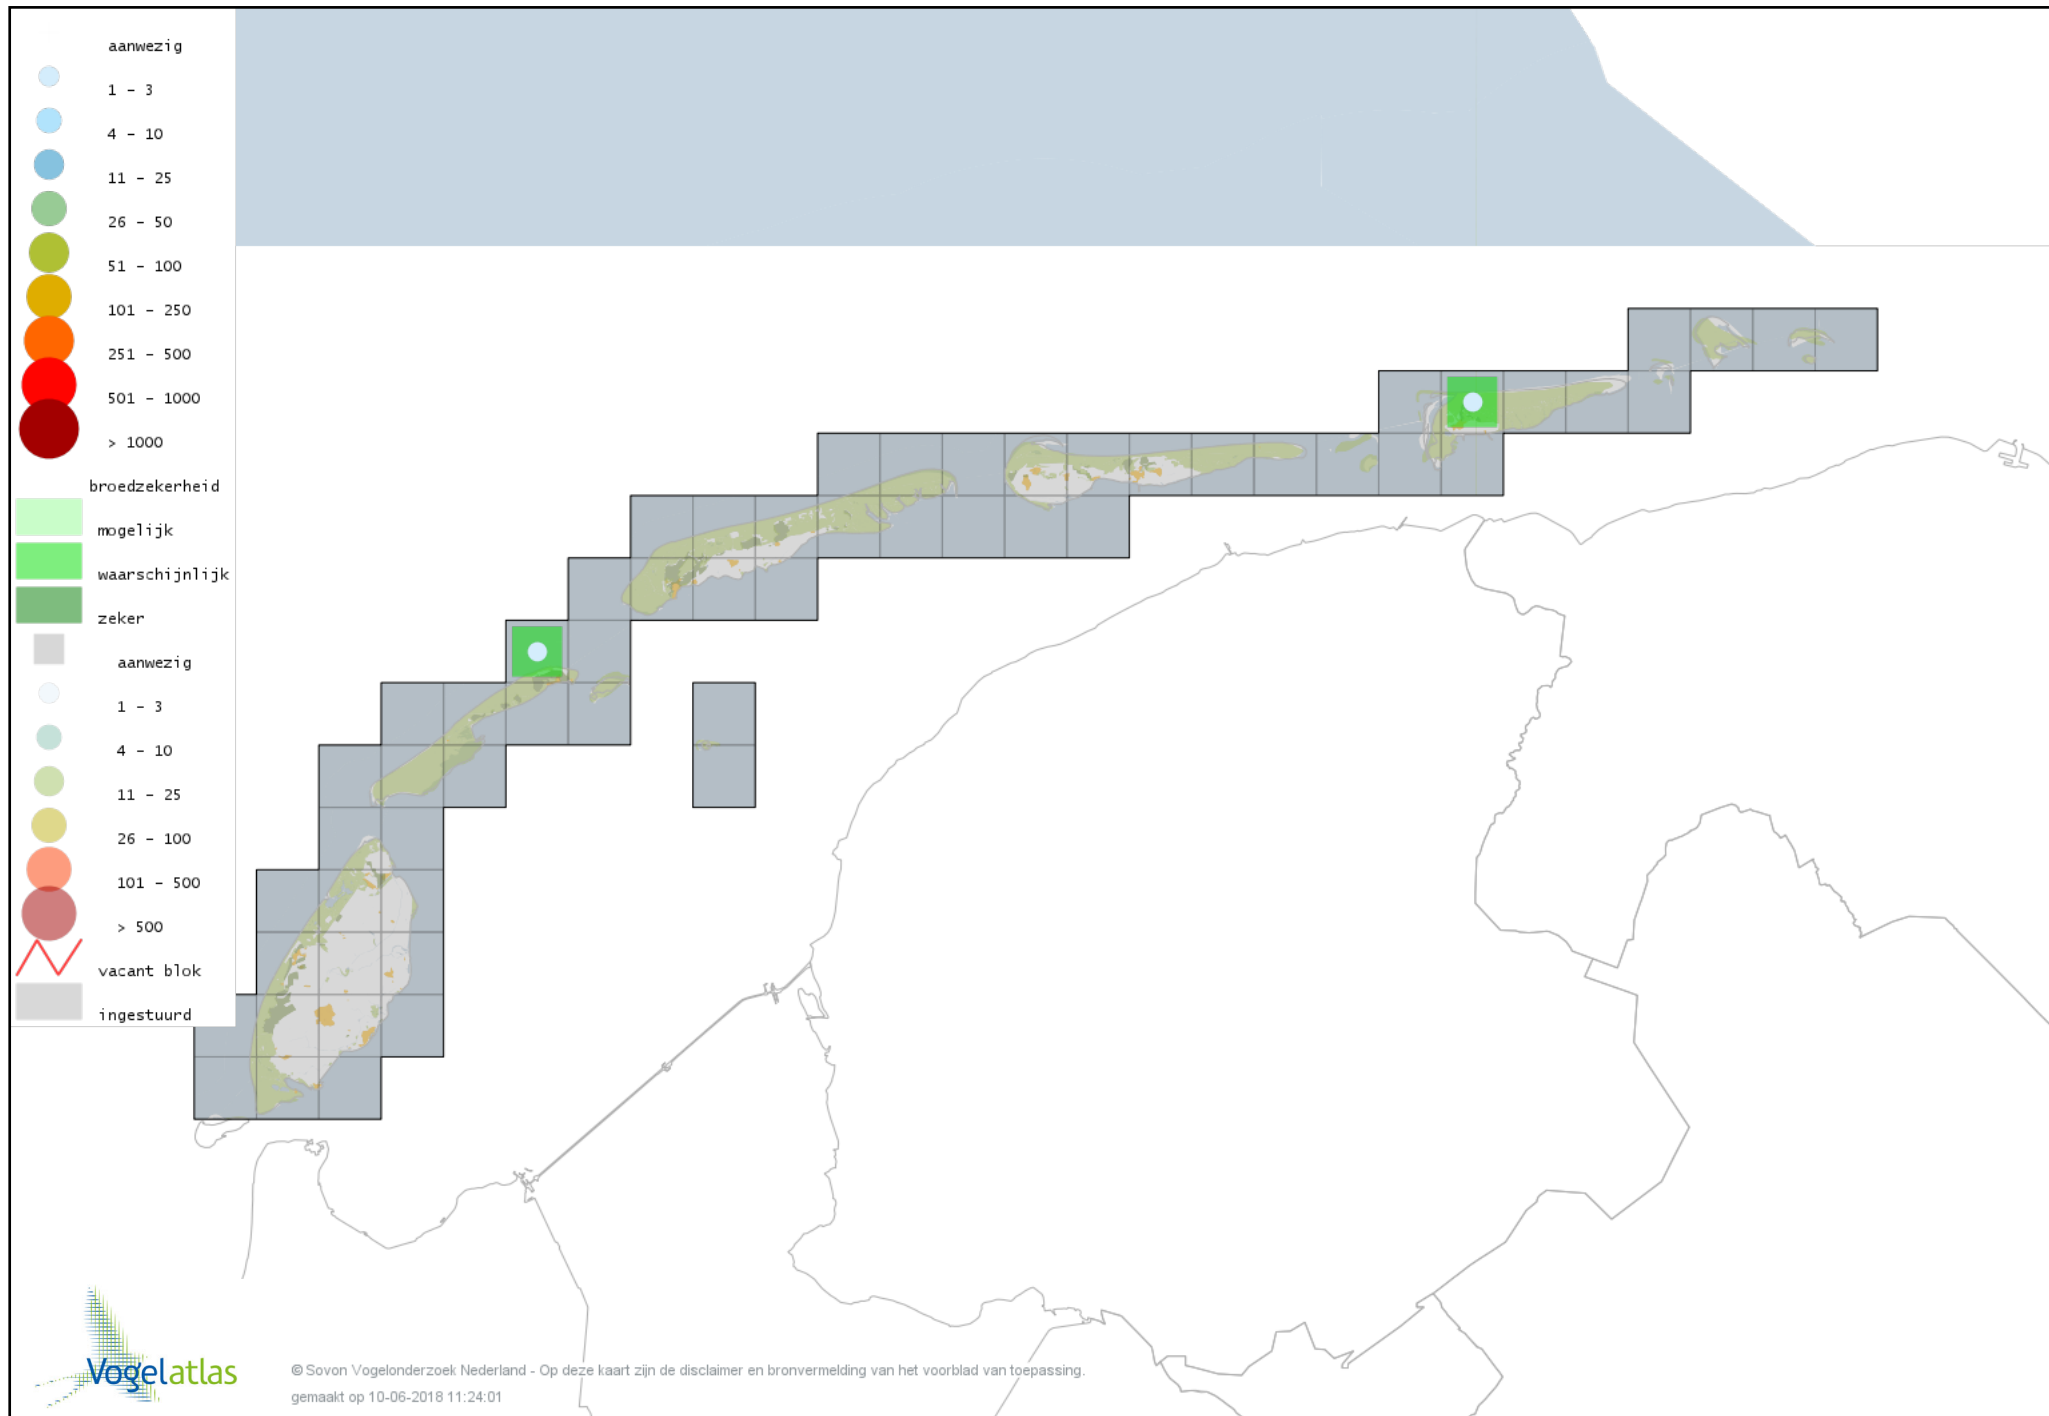 aanwezig
1 - 3
4 - 10
11 - 25
26 - 50
51 - 100
101 - 250
251 - 500
501 - 1000
> 1000
broedzekerheid
mogelijk
waarschijnlijk
zeker
aanwezig
1 - 3
4 - 10
11 - 25
26 - 100
101 - 500
> 500
vacant blok
ingestuurd
Vogelatlas
© Sovon Vogelonderzoek Nederland - Op deze kaart zijn de disclaimer en bronvermelding van het voorblad van toepassing.
gemaakt op 10-06-2018 11:24:01